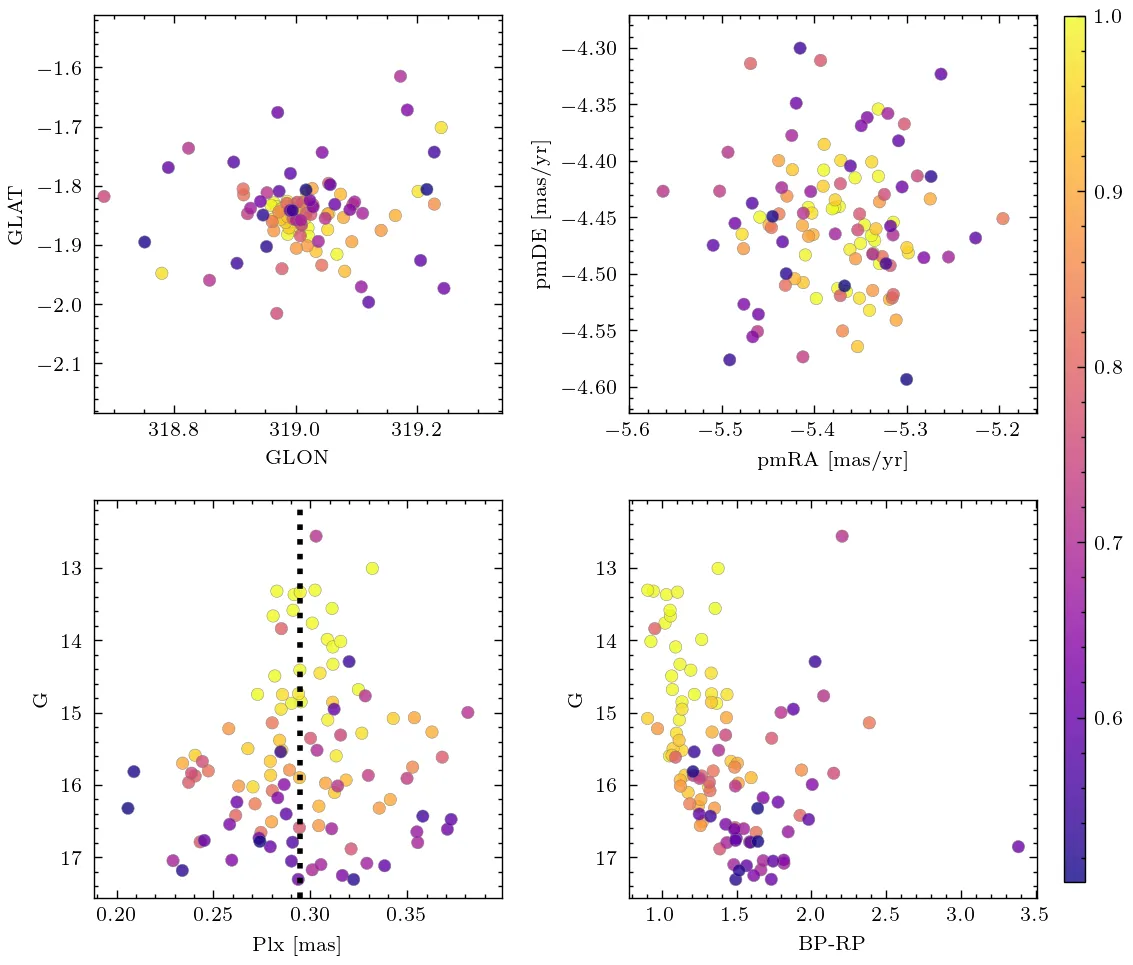 −1.6
−1.7
−1.8
−1.9
−2.0
−2.1
GLAT
318.8 319.0 319.2
GLON
−4.30
−4.35
−4.40
−4.45
−4.50
−4.55
−4.60
pmDE [mas/yr]
−5.6 −5.5 −5.4 −5.3 −5.2
pmRA [mas/yr]
13
14
15
16
17
G
0.20 0.25 0.30 0.35
Plx [mas]
13
14
15
16
17
G
1.0 1.5 2.0 2.5 3.0 3.5
BP-RP
1.0
0.9
0.8
0.7
0.6